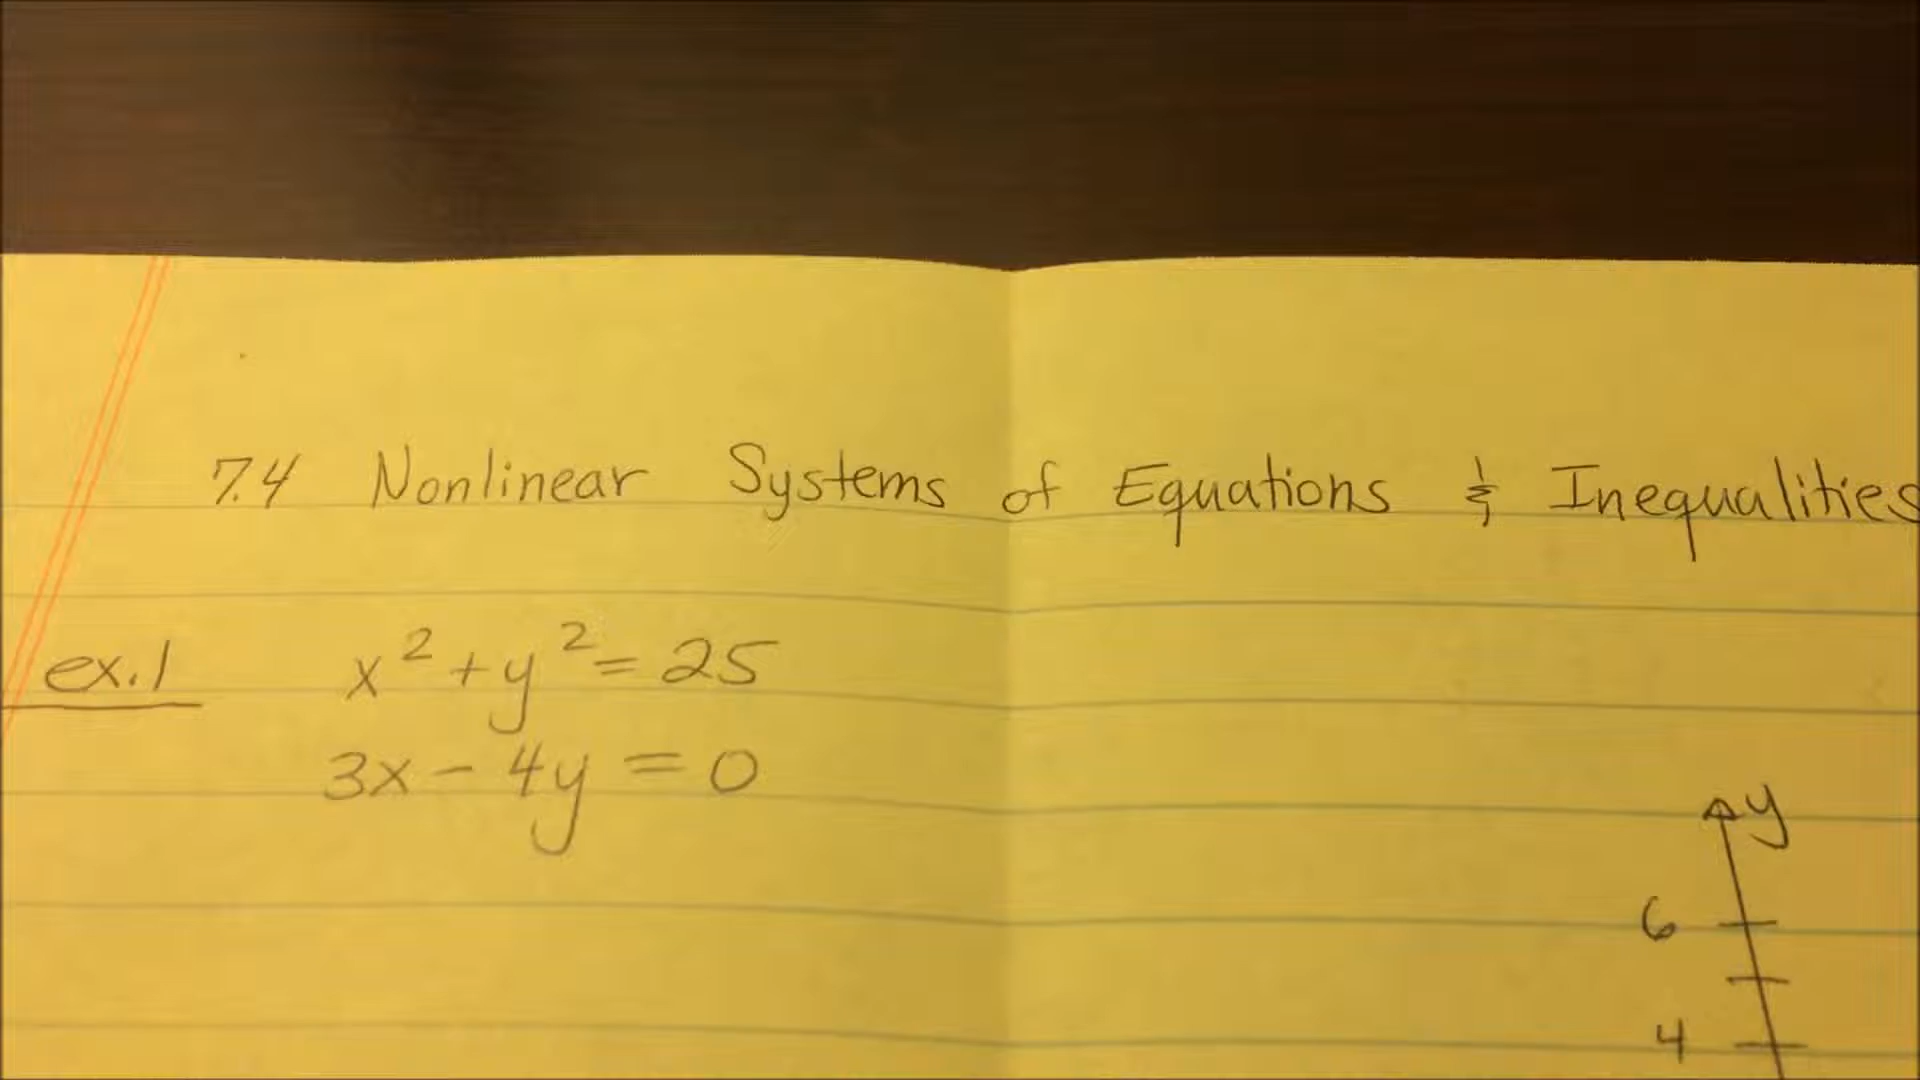 7.4 Nonlinear Systems of Equations & Inequalities
ex.1 x² + y² = 25
3x - 4y = 0
y
6
4